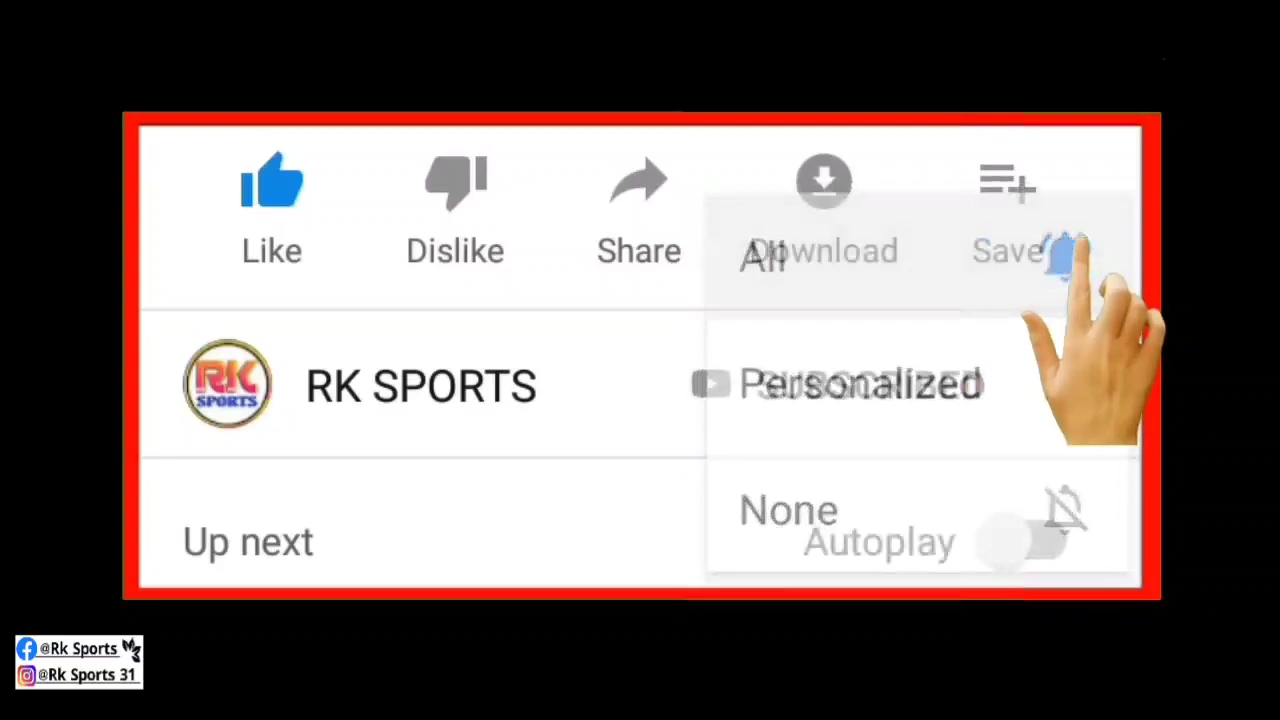 Like
Dislike
Share
Download
Save
All
RK
SPORTS
RK SPORTS
SUBSCRIBED
Personalized
None
Up next
Autoplay
@Rk Sports
@Rk Sports 31